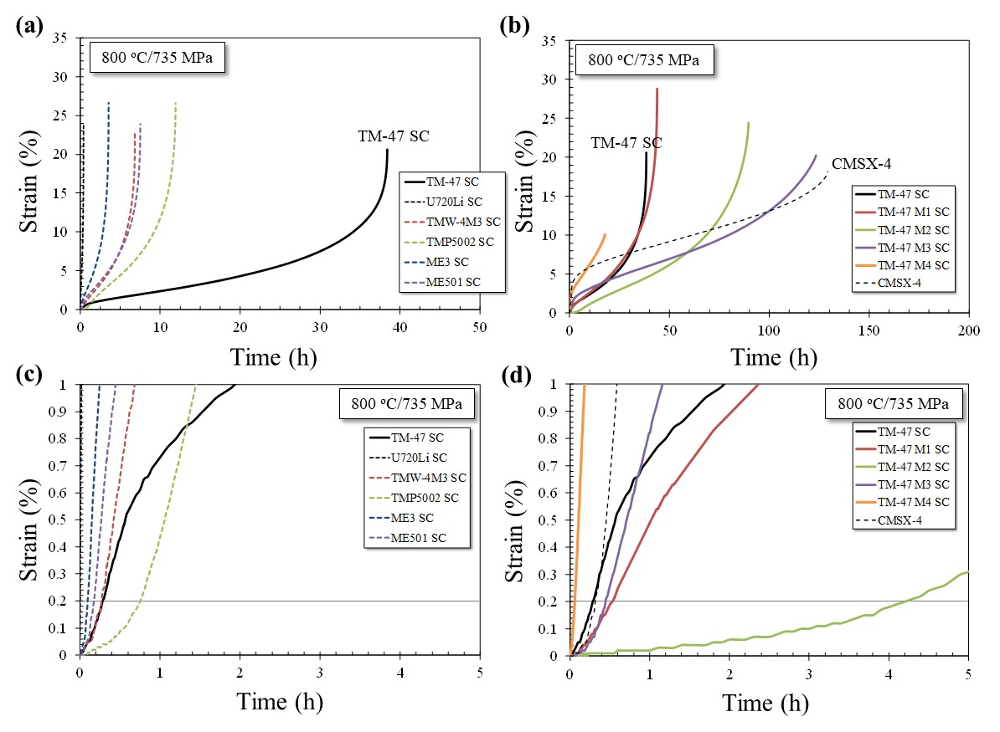 (a)
35
30
25
20
15
10
5
0
Strain (%)
800 ᵒC/735 MPa
TM-47 SC
TM-47 SC
U720Li SC
TMW-4M3 SC
TMP5002 SC
ME3 SC
ME501 SC
0 10 20 30 40 50
Time (h)
(b)
35
30
25
20
15
10
5
0
Strain (%)
800 ᵒC/735 MPa
TM-47 SC
CMSX-4
TM-47 SC
TM-47 M1 SC
TM-47 M2 SC
TM-47 M3 SC
TM-47 M4 SC
CMSX-4
0 50 100 150 200
Time (h)
(c)
1
0.9
0.8
0.7
0.6
0.5
0.4
0.3
0.2
0.1
0
Strain (%)
800 ᵒC/735 MPa
TM-47 SC
U720Li SC
TMW-4M3 SC
TMP5002 SC
ME3 SC
ME501 SC
0 1 2 3 4 5
Time (h)
(d)
1
0.9
0.8
0.7
0.6
0.5
0.4
0.3
0.2
0.1
0
Strain (%)
800 ᵒC/735 MPa
TM-47 SC
TM-47 M1 SC
TM-47 M2 SC
TM-47 M3 SC
TM-47 M4 SC
CMSX-4
0 1 2 3 4 5
Time (h)